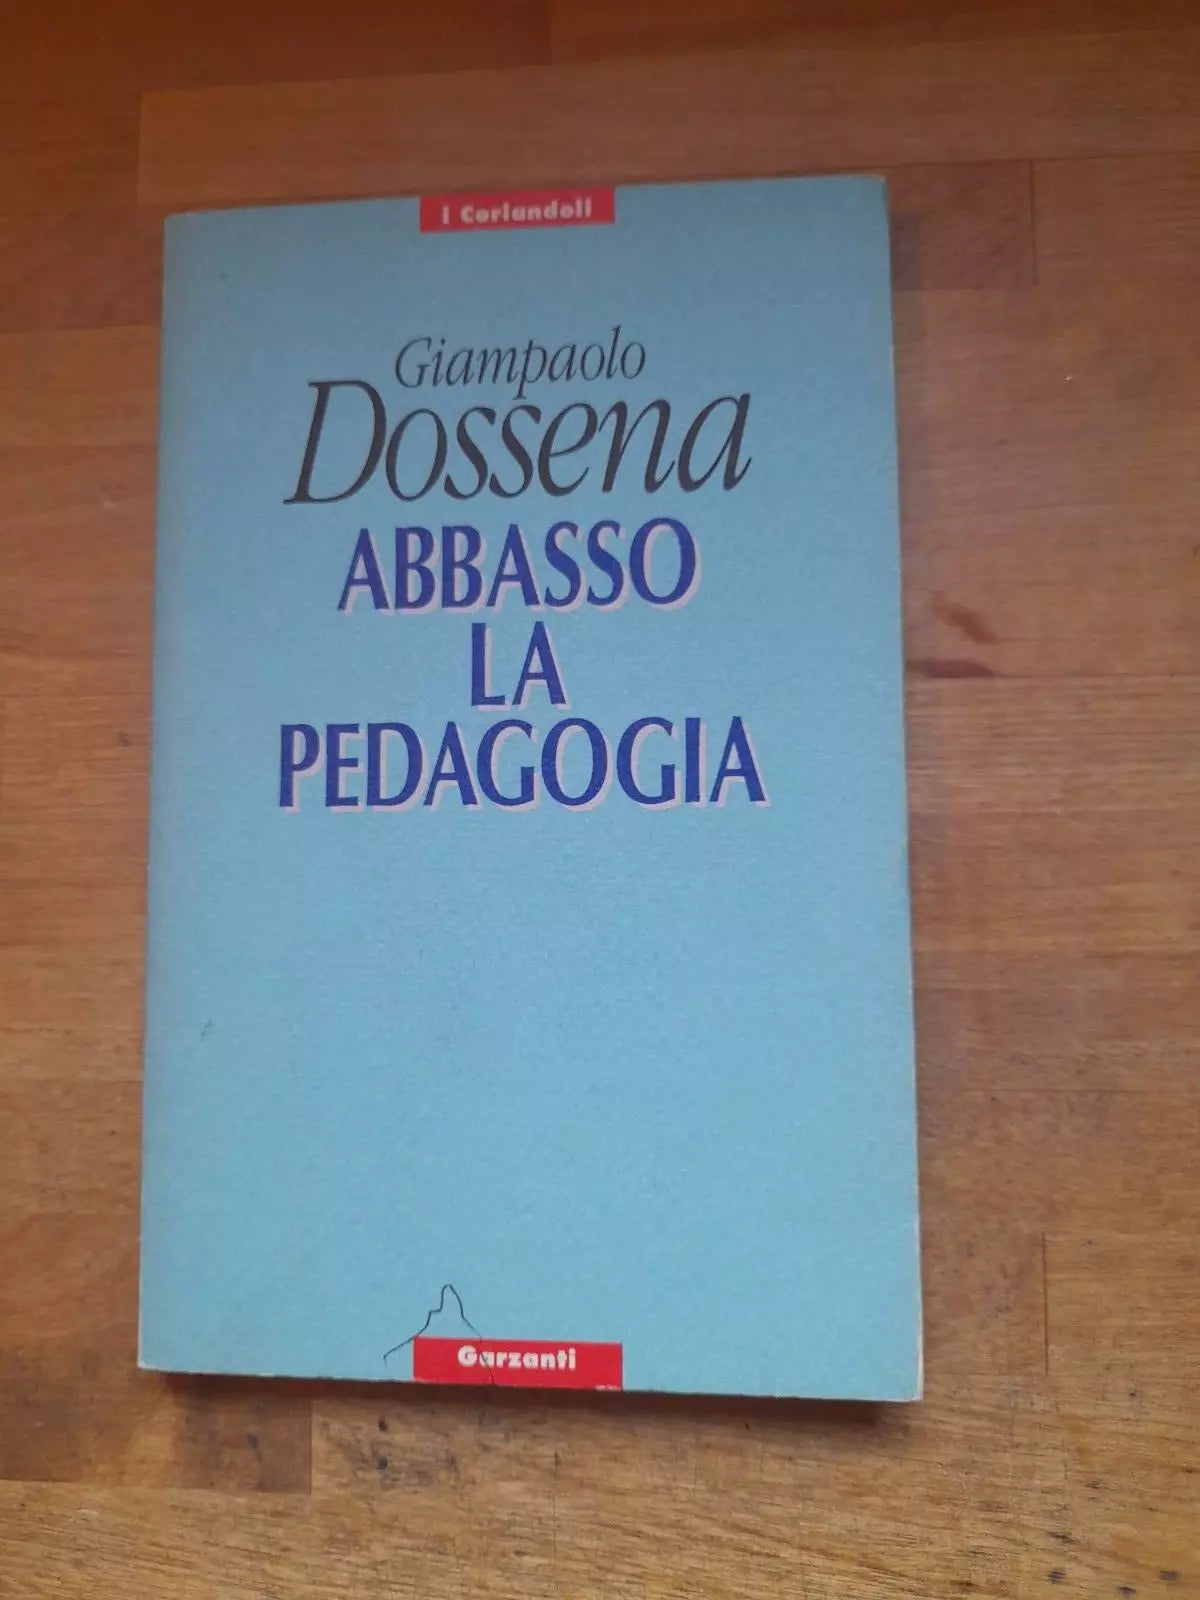 i Coriandoli
Giampaolo
Dossena
ABBASSO
LA
PEDAGOGIA
Garzanti